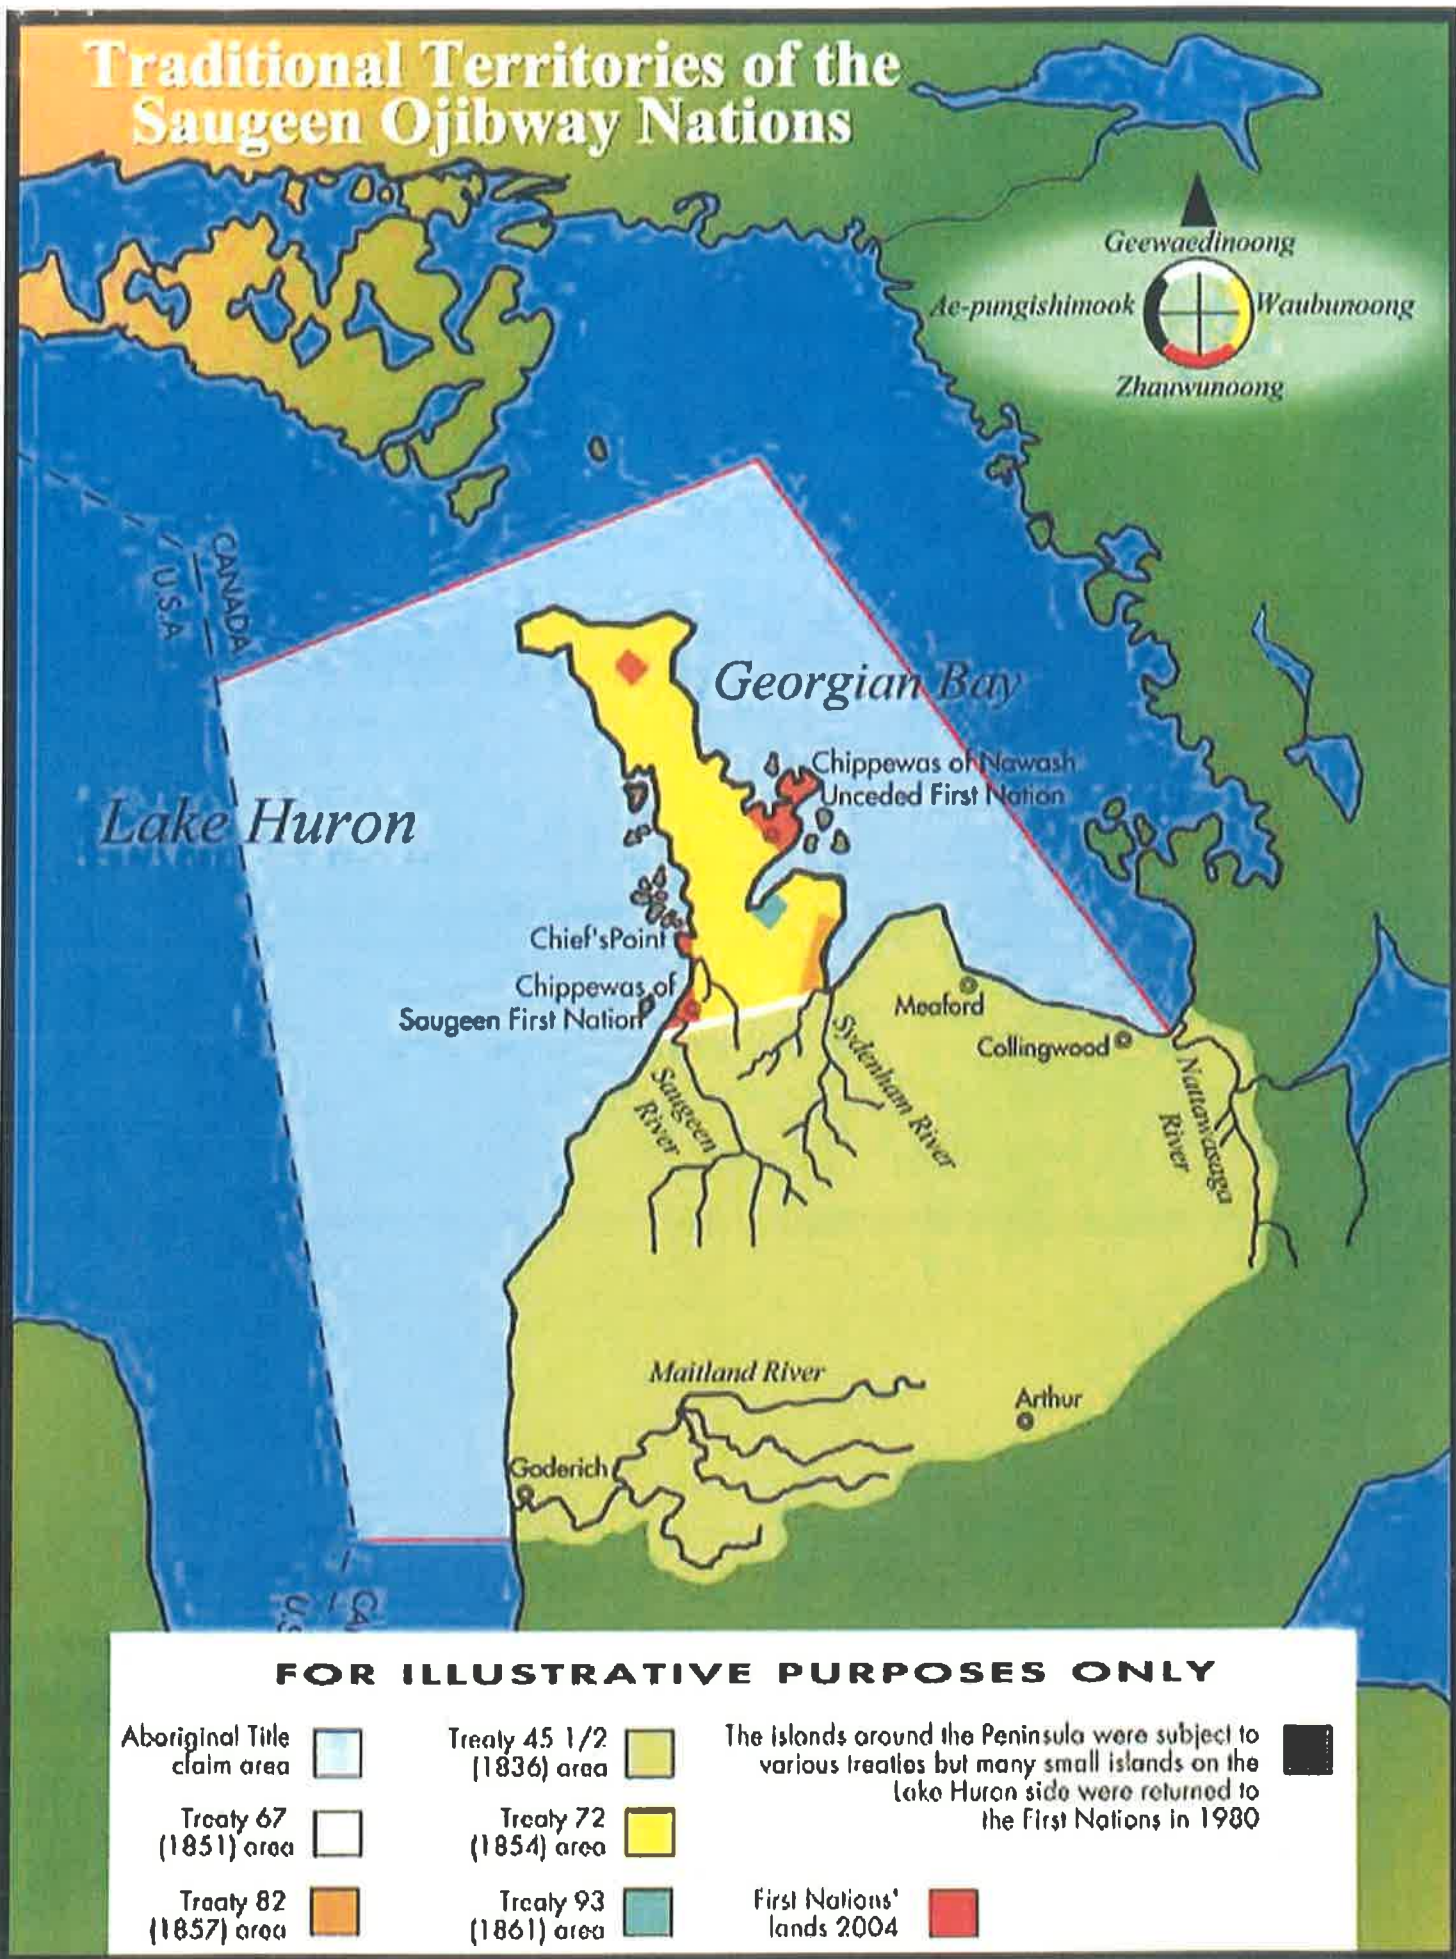 Traditional Territories of the
Saugeen Ojibway Nations
Geewaedinoong
Ae-pungishimook
Waubunoong
Zhauwunoong
CANADA
U.S.A
Georgian Bay
Lake Huron
Chippewas of Nawash
Unceded First Nation
Chief'sPoint
Chippewas of
Saugeen First Nation
Meaford
Collingwood
Sydenham River
Saugeen
River
Nattawasaga
River
Maitland River
Arthur
Goderich
FOR ILLUSTRATIVE PURPOSES ONLY
Aboriginal Title
claim area
Treaty 67
(1851) area
Treaty 82
(1857) area
Treaty 45 1/2
(1836) area
Treaty 72
(1854) area
Treaty 93
(1861) area
The islands around the Peninsula were subject to
various treaties but many small islands on the
Lake Huron side were returned to
the First Nations in 1980
First Nations'
lands 2004